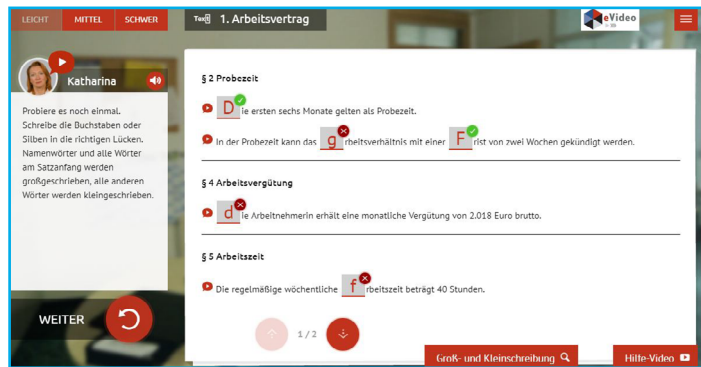 LEICHT MITTEL SCHWER Text 1. Arbeitsvertrag eVideo
Katharina
Probiere es noch einmal.
Schreibe die Buchstaben oder
Silben in die richtigen Lücken.
Namenwörter und alle Wörter
am Satzanfang werden
großgeschrieben, alle anderen
Wörter werden kleingeschrieben.
WEITER
§ 2 Probezeit
D ie ersten sechs Monate gelten als Probezeit.
In der Probezeit kann das g rbeitsverhältnis mit einer F rist von zwei Wochen gekündigt werden.
§ 4 Arbeitsvergütung
d ie Arbeitnehmerin erhält eine monatliche Vergütung von 2.018 Euro brutto.
§ 5 Arbeitszeit
Die regelmäßige wöchentliche f rbeitszeit beträgt 40 Stunden.
1 / 2
Groß- und Kleinschreibung Hilfe-Video